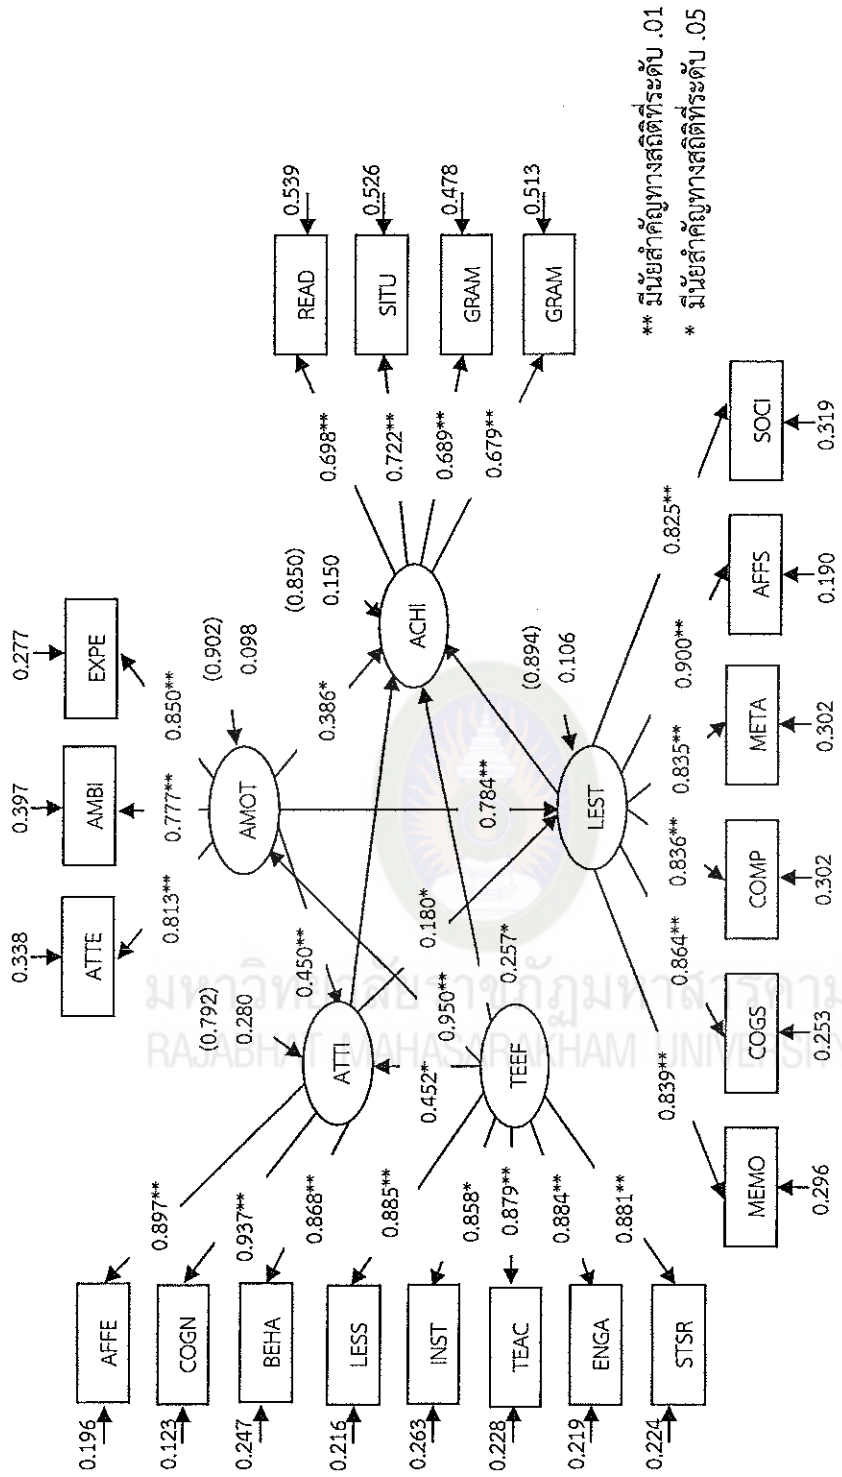 0.338
0.397
0.277
ATTE
AMBI
EXPE
0.196
AFFE
0.123
COGN
0.247
BEHA
0.216
LESS
0.263
INST
0.228
TEAC
0.219
ENGA
0.224
STSR
0.897**
0.937**
0.868**
0.885**
0.858*
0.879**
0.884**
0.881**
0.813**
0.777**
0.850**
(0.792)
0.280
(0.902)
0.098
AMOT
ATTI
0.450**
0.386*
(0.850)
0.150
0.452*
0.950**
0.180*
0.784**
0.257*
TEEF
ACHI
(0.894)
0.106
LEST
0.698**
0.722**
0.689**
0.679**
READ
0.539
SITU
0.526
GRAM
0.478
GRAM
0.513
0.839**
0.864**
0.836**
0.835**
0.900**
0.825**
MEMO
COGS
COMP
META
AFFS
SOCI
0.296
0.253
0.302
0.302
0.190
0.319
** มีนัยสำคัญทางสถิติที่ระดับ .01
* มีนัยสำคัญทางสถิติที่ระดับ .05
มหาวิทยาลัยราชภัฏมหาสารคาม
RAJABHAT MAHASARAKHAM UNIVERSITY